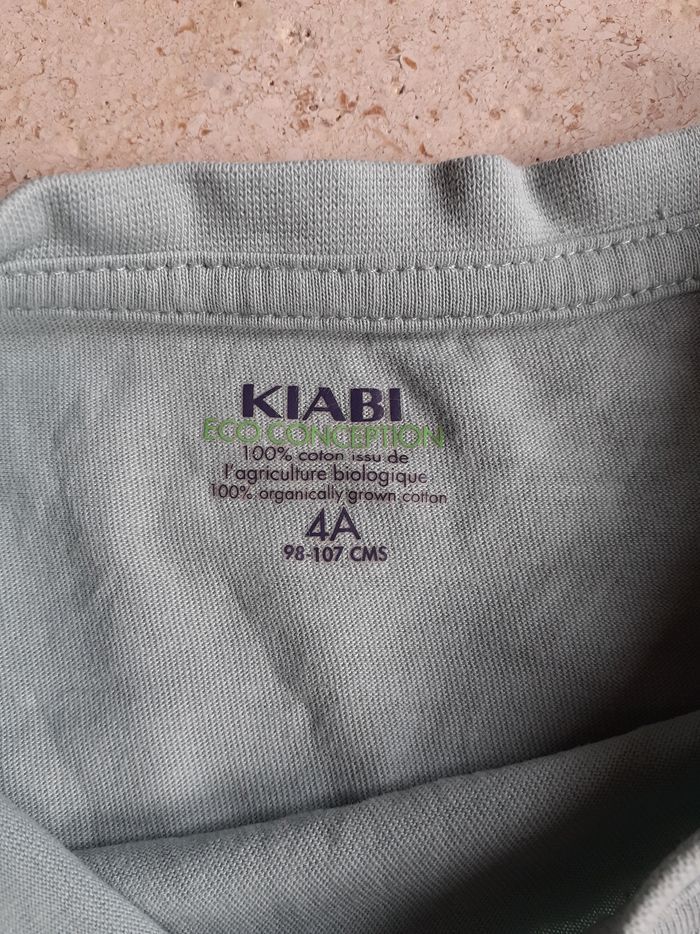 KIABI
ECO CONCEPTION
100% coton issu de
l'agriculture biologique
100% organically grown cotton
4A
98-107 CMS